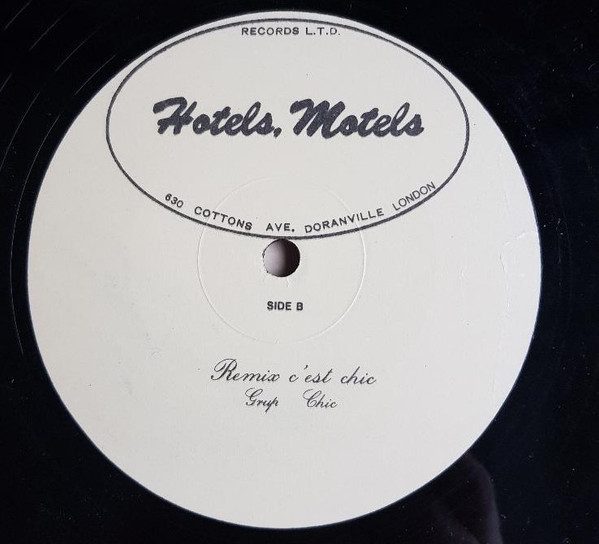 RECORDS L.T.D.
Hotels, Motels
630 COTTONS AVE. DORANVILLE LONDON
SIDE B
Remix c'est chic
Grup Chic